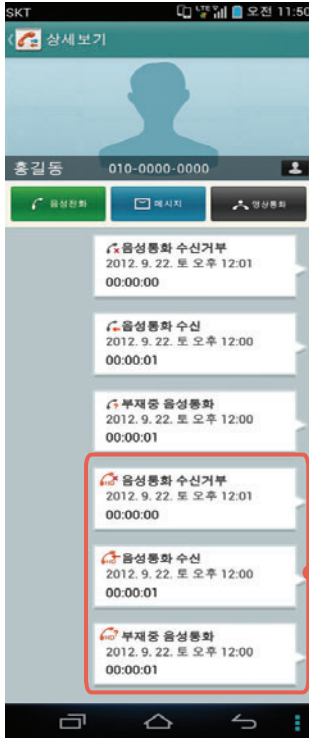 SKT LTE 오전 11:50
상세보기
홍길동 010-0000-0000
음성전화 메시지 영상통화
음성통화 수신거부
2012. 9. 22. 토 오후 12:01
00:00:00
음성통화 수신
2012. 9. 22. 토 오후 12:00
00:00:01
부재중 음성통화
2012. 9. 22. 토 오후 12:00
00:00:01
HD 음성통화 수신거부
2012. 9. 22. 토 오후 12:01
00:00:00
HD 음성통화 수신
2012. 9. 22. 토 오후 12:00
00:00:01
HD 부재중 음성통화
2012. 9. 22. 토 오후 12:00
00:00:01